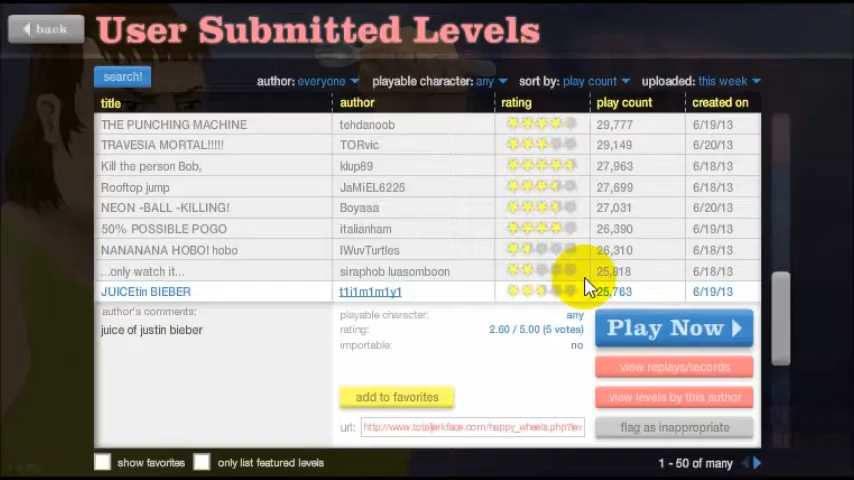 back
User Submitted Levels
search!
author: everyone playable character: any sort by: play count uploaded: this week
title author rating play count created on
THE PUNCHING MACHINE tehdanoob 29,777 6/19/13
TRAVESIA MORTAL!!!!! TORvic 29,149 6/20/13
Kill the person Bob, klup89 27,963 6/18/13
Rooftop jump JaMiEL6225 27,699 6/18/13
NEON -BALL -KILLING! Boyaaa 27,031 6/20/13
50% POSSIBLE POGO italianham 26,390 6/19/13
NANANANA HOBO! hobo IWuvTurtles 26,310 6/18/13
...only watch it... siraphob luasomboon 25,818 6/18/13
JUICEtin BIEBER t1i1m1m1y1 25,763 6/19/13
author's comments:
juice of justin bieber
playable character: any
rating: 2.60 / 5.00 (5 votes)
importable: no
Play Now
view replays/records
add to favorites
view levels by this author
url: http://www.totaljerkface.com/happy_wheels.php?lev
flag as inappropriate
show favorites only list featured levels 1 - 50 of many